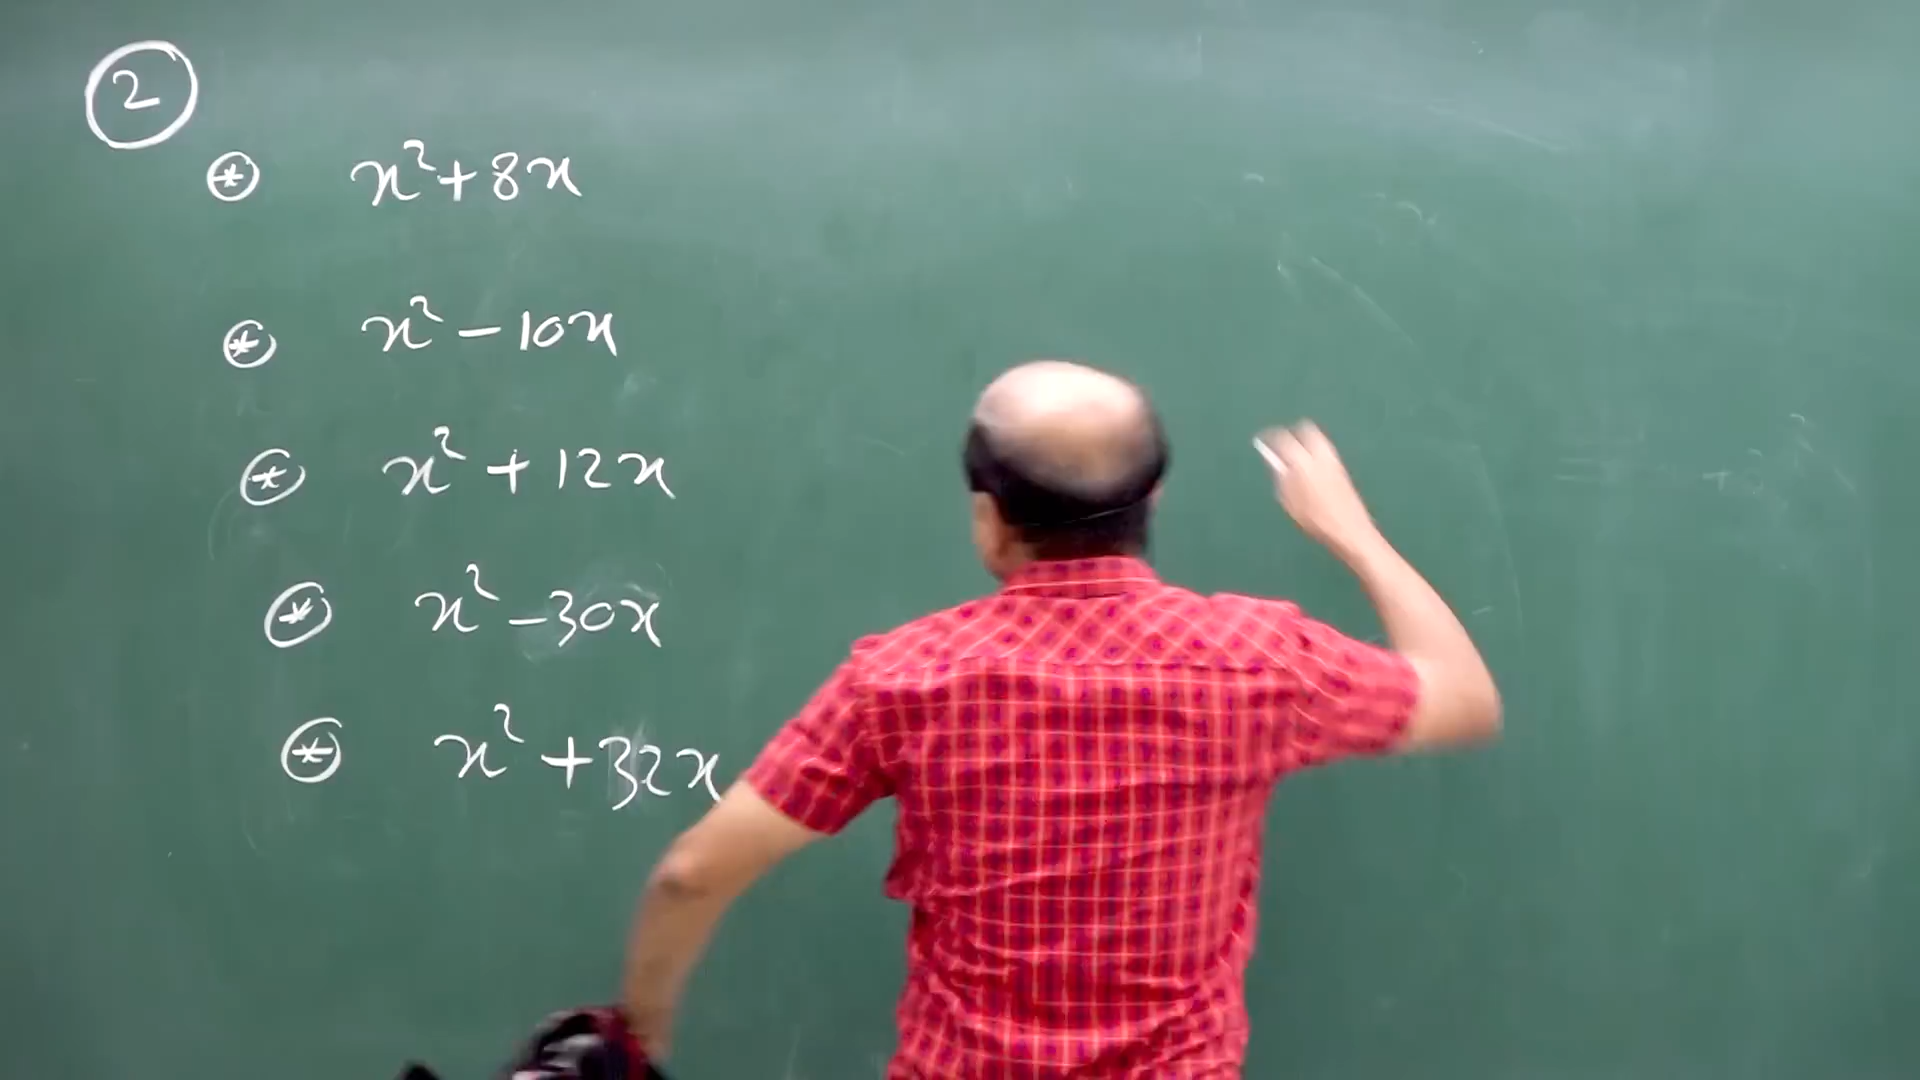 ②
⊛ x² + 8x
⊛ x² - 10x
⊛ x² + 12x
⊛ x² - 30x
⊛ x² + 32x